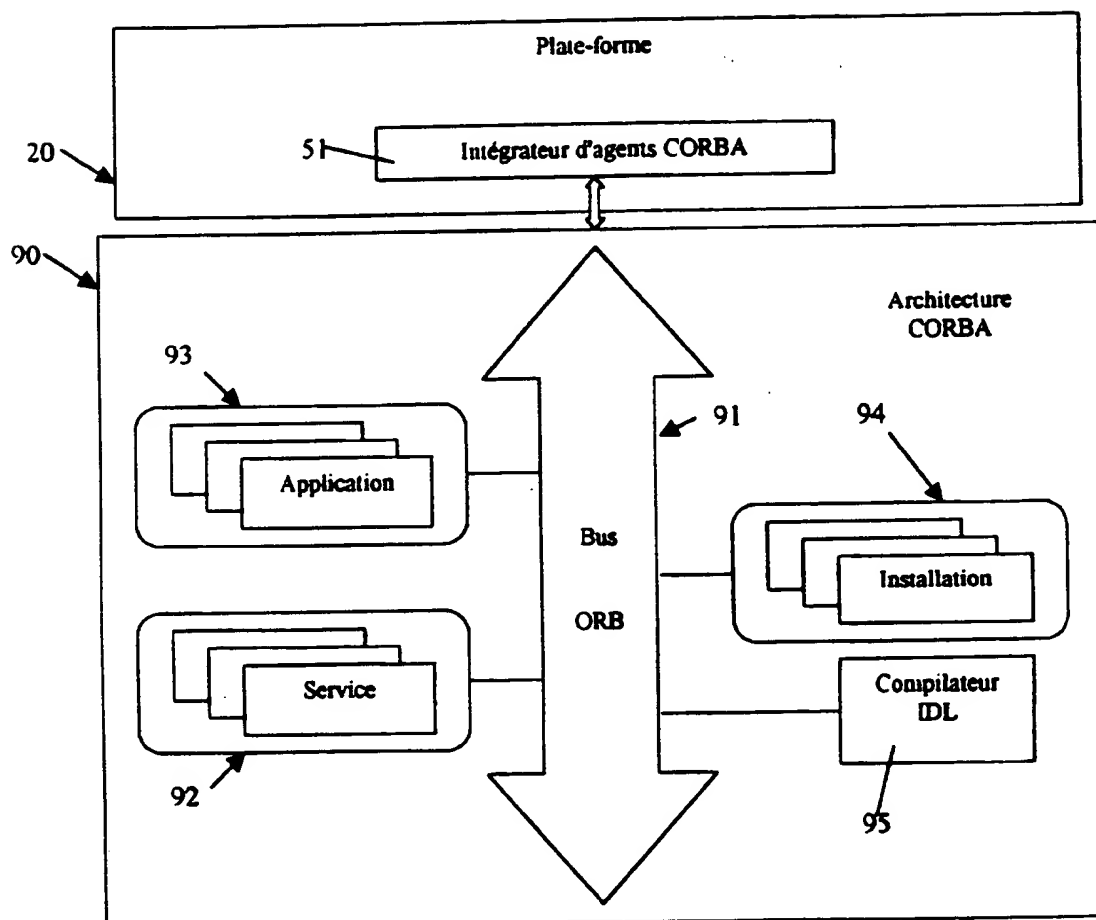 Plate-forme
20
51
Intégrateur d'agents CORBA
90
Architecture
CORBA
93
91
94
Application
Bus
Installation
ORB
Service
Compilateur
IDL
92
95